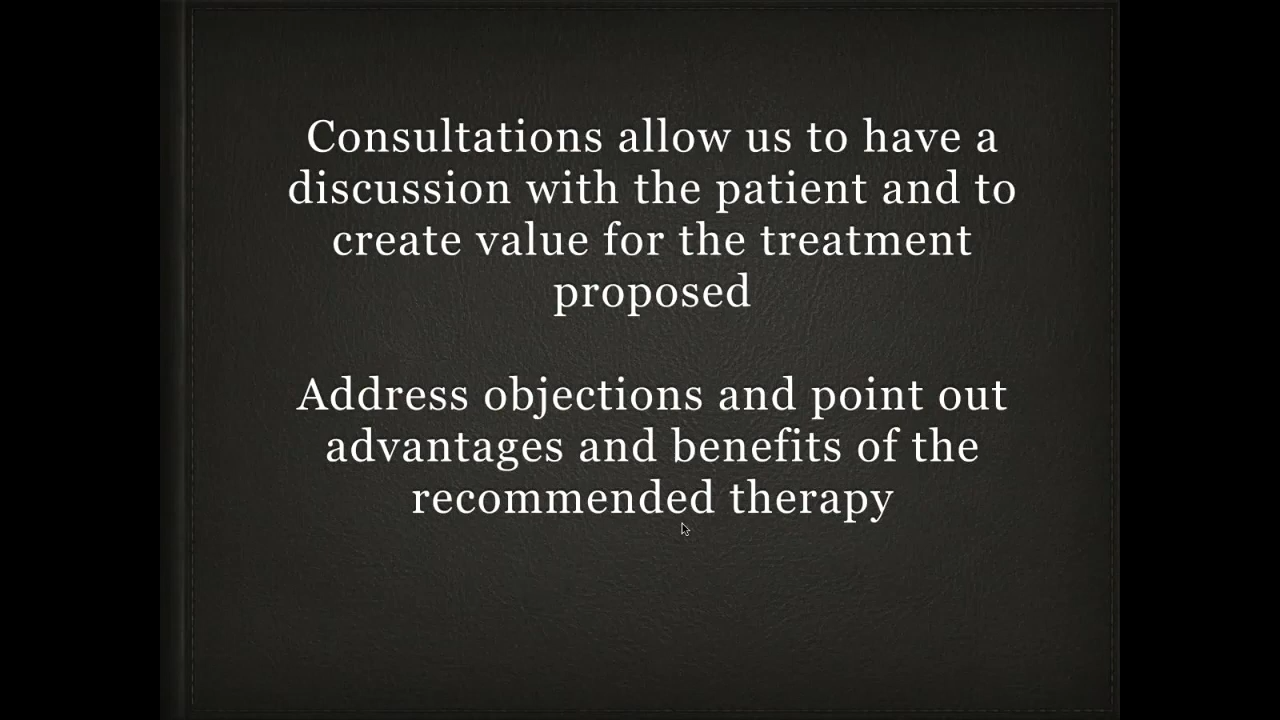 Consultations allow us to have a
discussion with the patient and to
create value for the treatment
proposed
Address objections and point out
advantages and benefits of the
recommended therapy